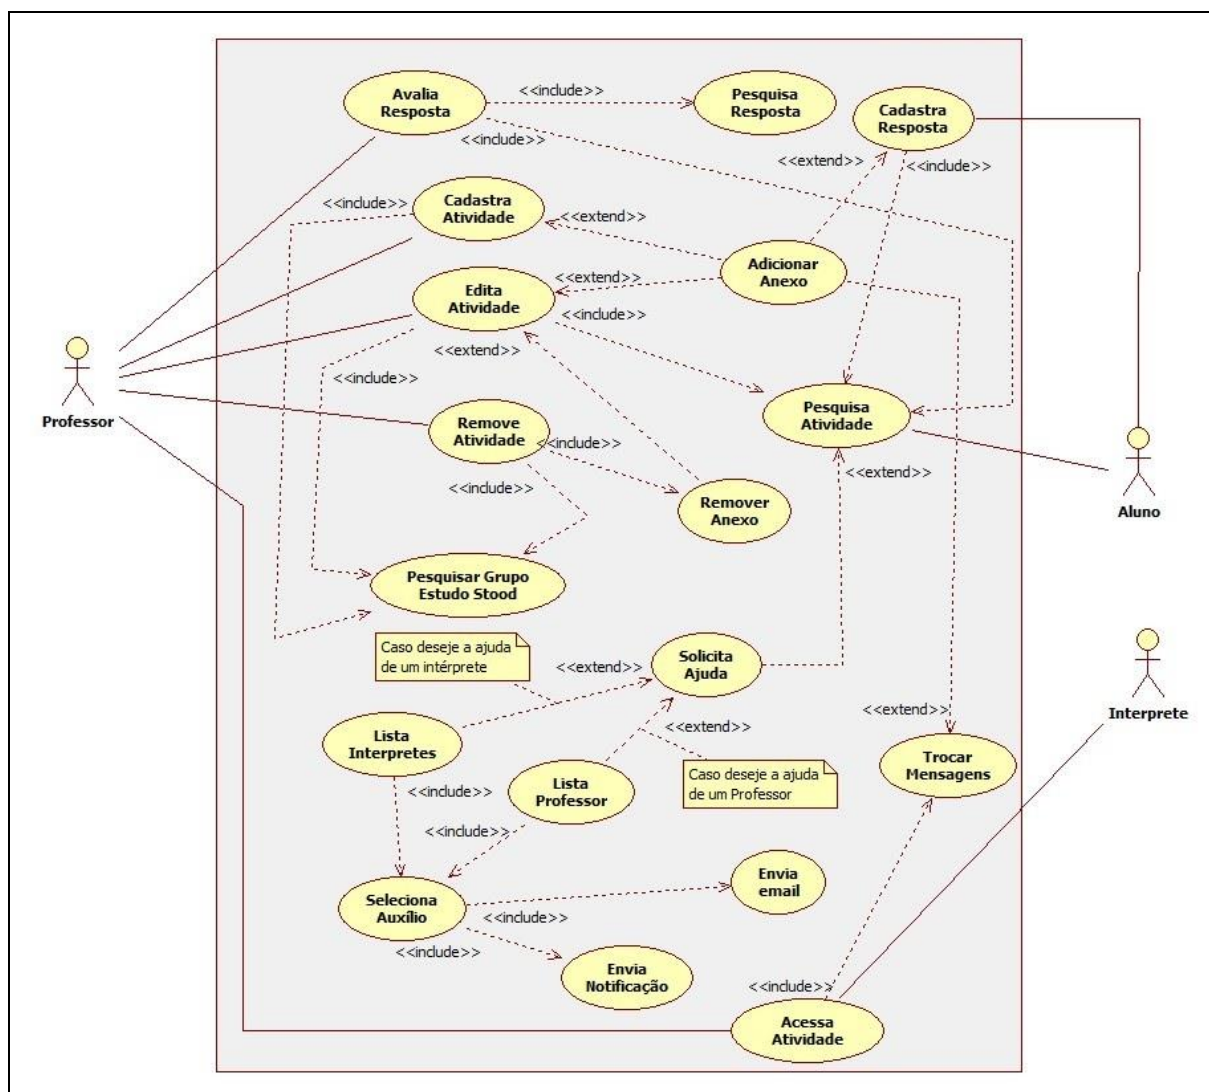 Avalia
Resposta
<<include>>
Pesquisa
Resposta
Cadastra
Resposta
<<include>>
<<extend>>
<<include>>
<<include>>
Cadastra
Atividade
<<extend>>
Adicionar
Anexo
Edita
Atividade
<<extend>>
<<include>>
<<extend>>
<<include>>
Professor
Pesquisa
Atividade
Remove
Atividade
<<include>>
<<include>>
<<extend>>
Remover
Anexo
Aluno
Pesquisar Grupo
Estudo Stood
Caso deseje a ajuda
de um intérprete
<<extend>>
Solicita
Ajuda
Interprete
<<extend>>
<<extend>>
Lista
Interpretes
Trocar
Mensagens
<<include>>
Lista
Professor
Caso deseje a ajuda
de um Professor
<<include>>
Envia
email
Seleciona
Auxílio
<<include>>
<<include>>
Envia
Notificação
<<include>>
Acessa
Atividade